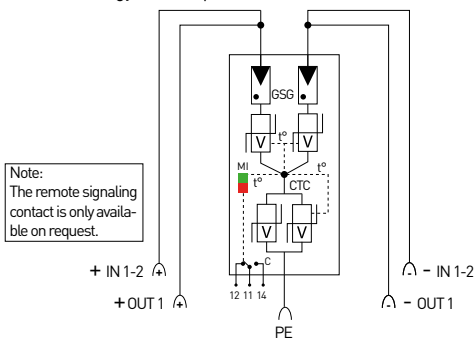 GSG
V
V
t°
t°
MI
t°
CTC
Note:
The remote signaling
contact is only availa-
ble on request.
V
V
+ IN 1-2
+
C
-
- IN 1-2
+ OUT 1
+
12 11 14
-
- OUT 1
PE